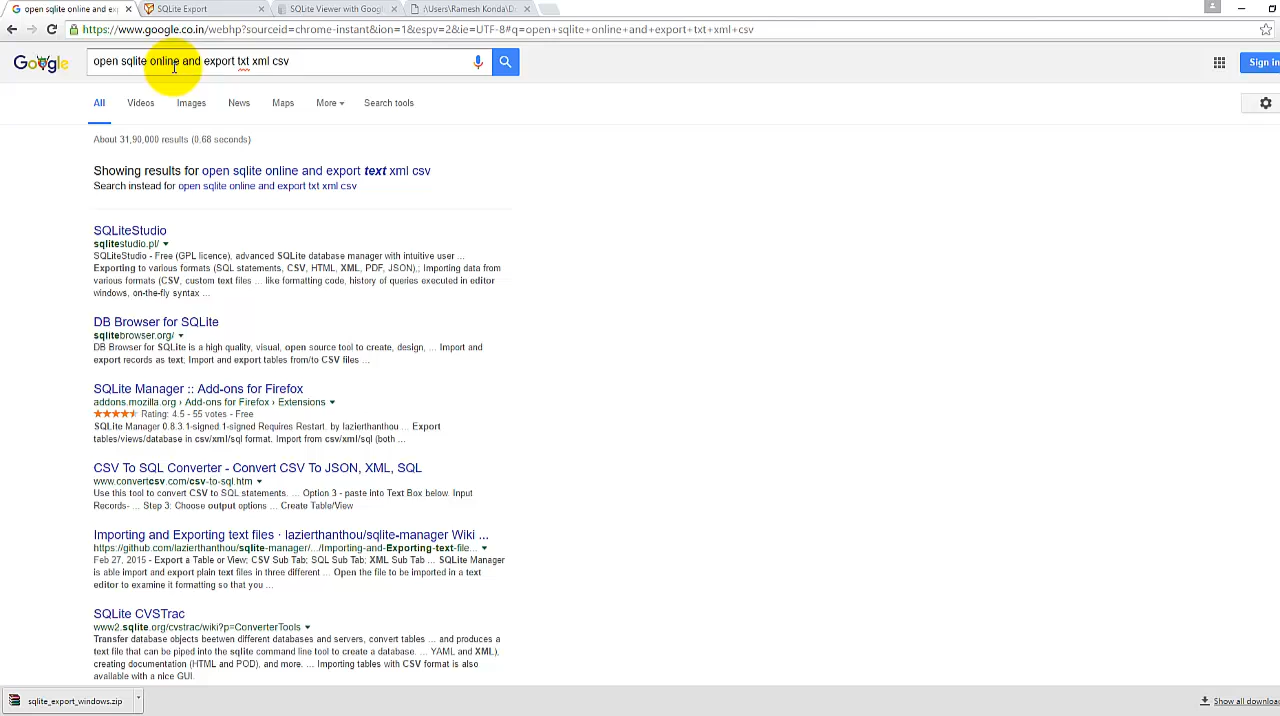 open sqlite online and exp
SQLite Export
SQLite Viewer with Googl
/Users/Ramesh Konda/D
https://www.google.co.in/webhp?sourceid=chrome-instant&ion=1&espv=2&ie=UTF-8#q=open+sqlite+online+and+export+txt+xml+csv
Google
open sqlite online and export txt xml csv
Sign in
All Videos Images News Maps More Search tools
About 31,90,000 results (0.68 seconds)
Showing results for open sqlite online and export text xml csv
Search instead for open sqlite online and export txt xml csv
SQLiteStudio
sqlitestudio.pl/
SQLiteStudio - Free (GPL licence), advanced SQLite database manager with intuitive user ...
Exporting to various formats (SQL statements, CSV, HTML, XML, PDF, JSON),; Importing data from
various formats (CSV, custom text files ... like formatting code, history of queries executed in editor
windows, on-the-fly syntax ...
DB Browser for SQLite
sqlitebrowser.org/
DB Browser for SQLite is a high quality, visual, open source tool to create, design, ... Import and
export records as text; Import and export tables from/to CSV files ...
SQLite Manager :: Add-ons for Firefox
addons.mozilla.org › Add-ons for Firefox › Extensions
Rating: 4.5 - 55 votes - Free
SQLite Manager 0.8.3.1-signed.1-signed Requires Restart. by lazierthanthou ... Export
tables/views/database in csv/xml/sql format. Import from csv/xml/sql (both ...
CSV To SQL Converter - Convert CSV To JSON, XML, SQL
www.convertcsv.com/csv-to-sql.htm
Use this tool to convert CSV to SQL statements. ... Option 3 - paste into Text Box below. Input
Records- ... Step 3: Choose output options ... Create Table/View
Importing and Exporting text files · lazierthanthou/sqlite-manager Wiki ...
https://github.com/lazierthanthou/sqlite-manager/.../Importing-and-Exporting-text-file...
Feb 27, 2015 - Export a Table or View; CSV Sub Tab; SQL Sub Tab; XML Sub Tab ... SQLite Manager
is able import and export plain text files in three different ... Open the file to be imported in a text
editor to examine it formatting so that you ...
SQLite CVSTrac
www2.sqlite.org/cvstrac/wiki?p=ConverterTools
Transfer database objects beetwen different databases and servers, convert tables ... and produces a
text file that can be piped into the sqlite command line tool to create a database. ... YAML and XML),
creating documentation (HTML and POD), and more. ... Importing tables with CSV format is also
available with a nice GUI.
sqlite_export_windows.zip
Show all download